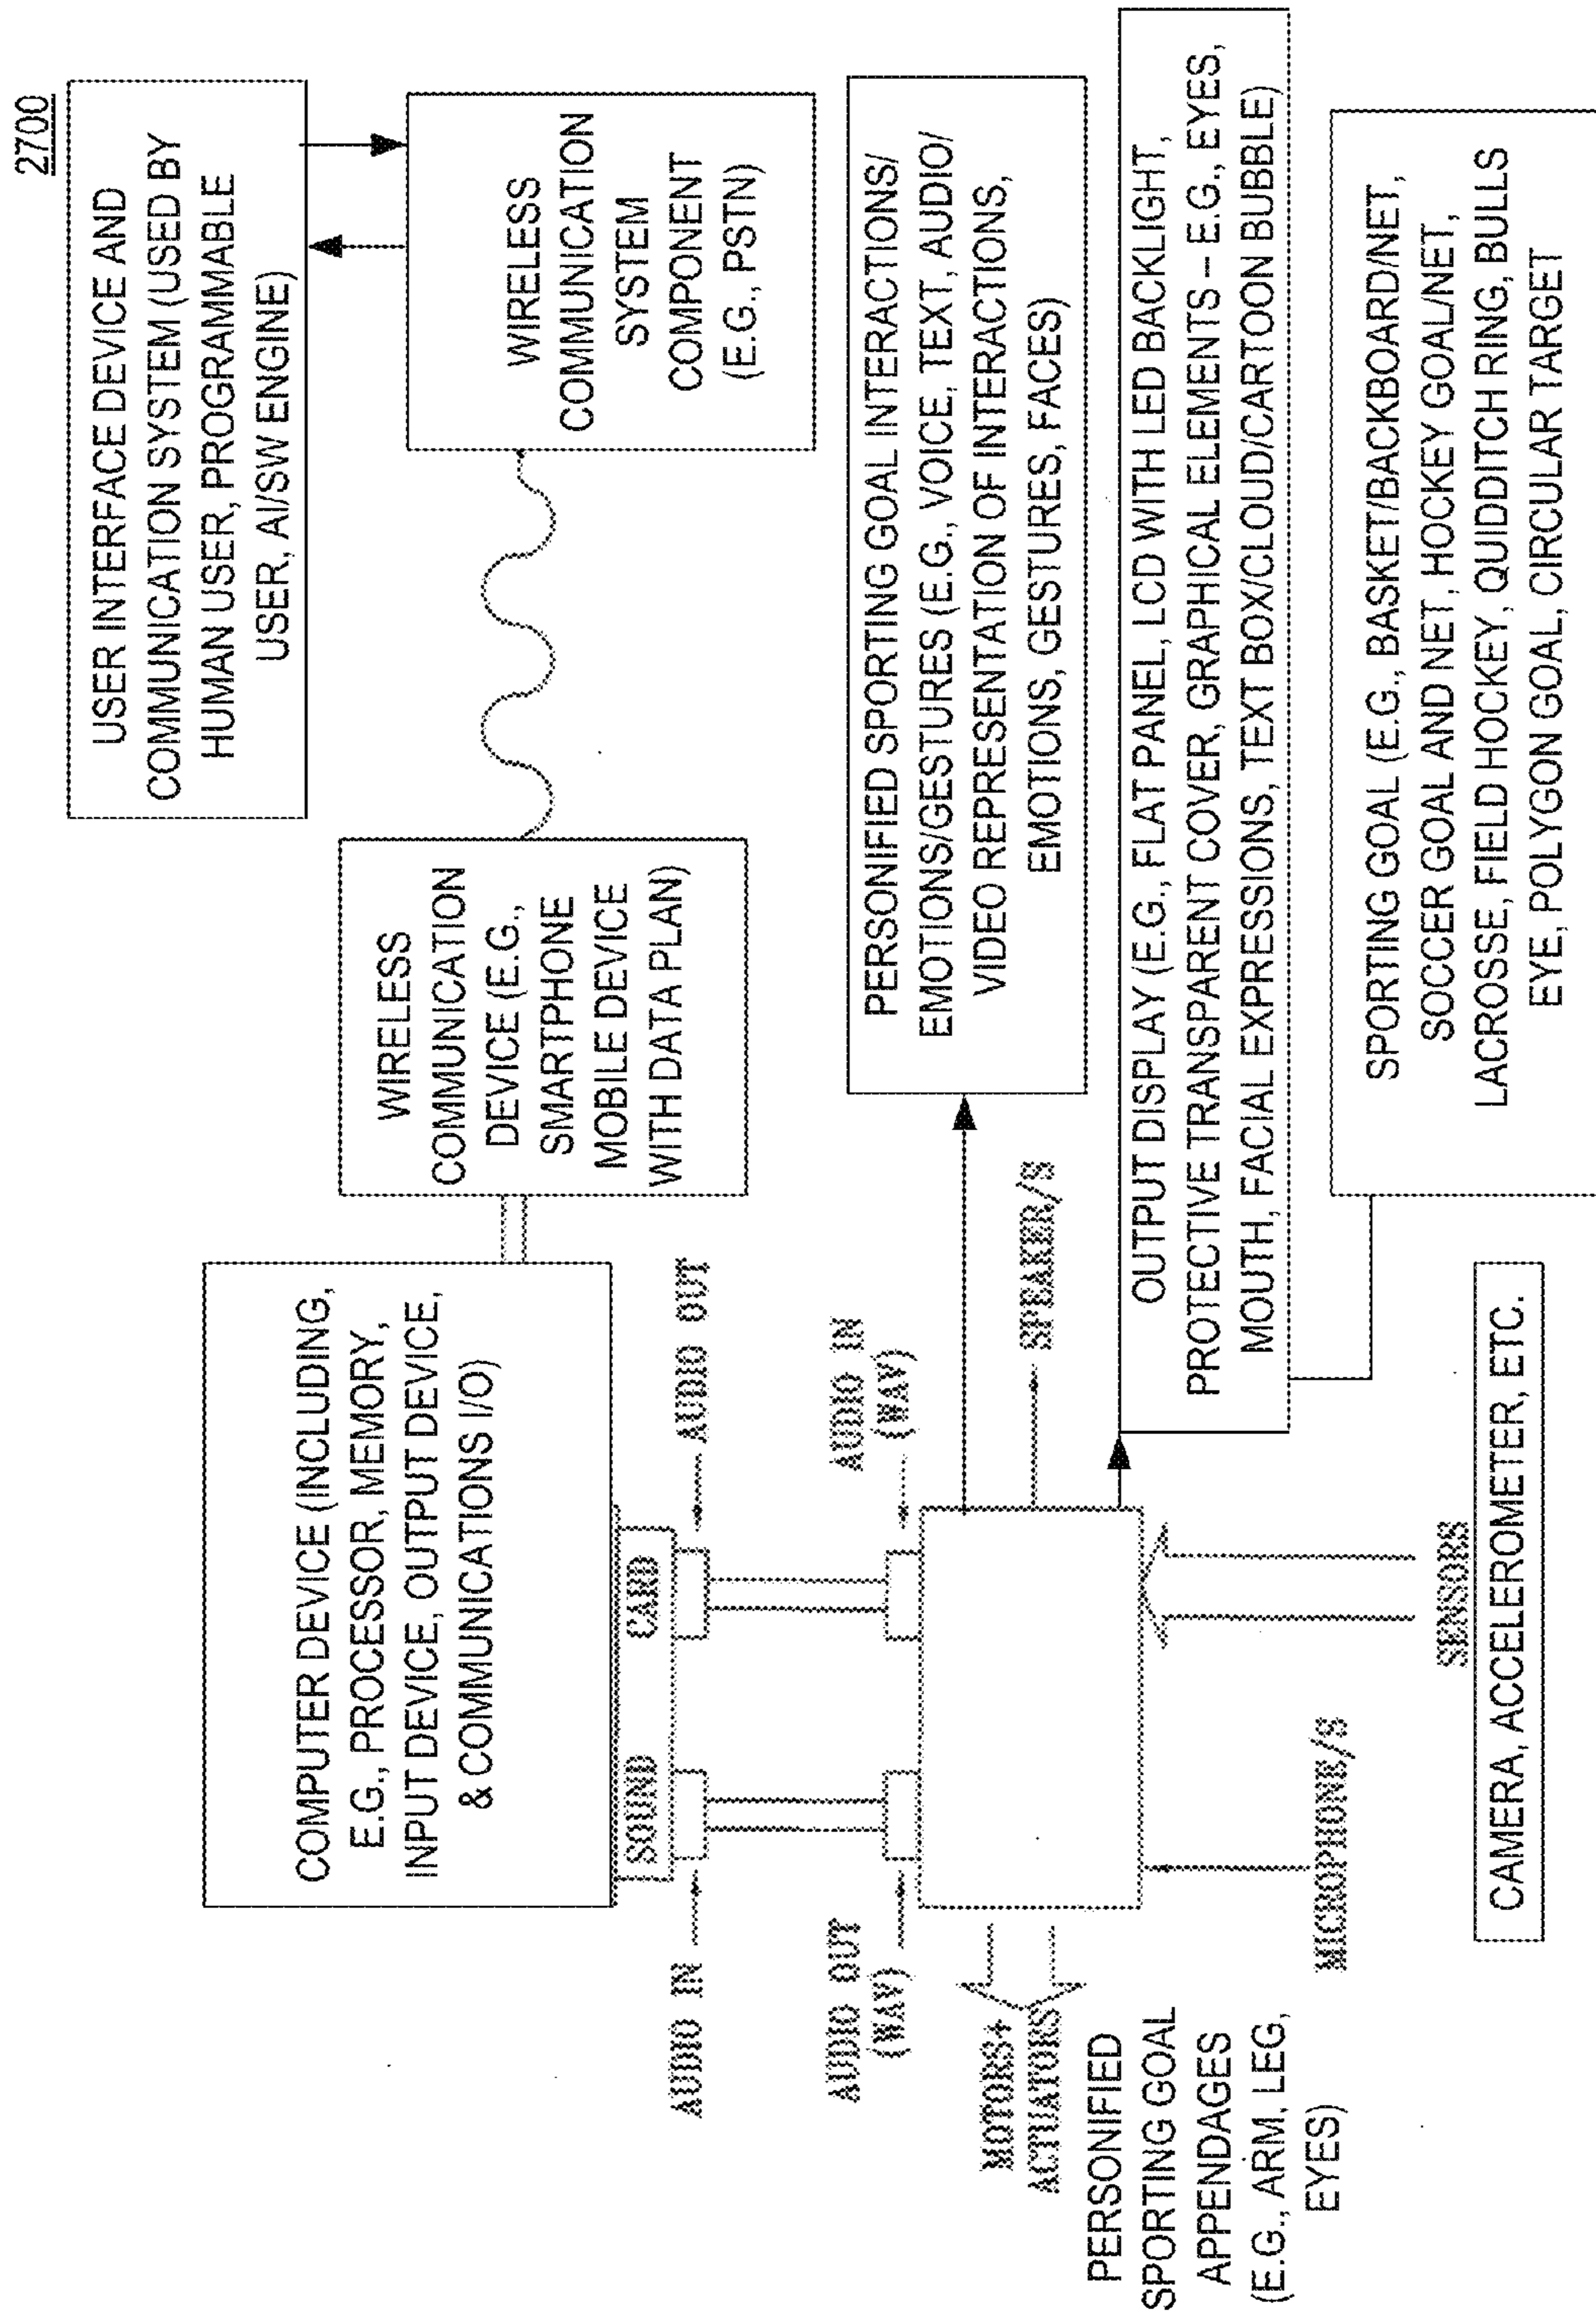 2700
USER INTERFACE DEVICE AND
COMMUNICATION SYSTEM (USED BY
HUMAN USER, PROGRAMMABLE
USER, AI/SW ENGINE)
WIRELESS
COMMUNICATION
SYSTEM
COMPONENT
(E.G., PSTN)
WIRELESS
COMMUNICATION
DEVICE (E.G.,
SMARTPHONE
MOBILE DEVICE
WITH DATA PLAN)
COMPUTER DEVICE (INCLUDING,
E.G., PROCESSOR, MEMORY,
INPUT DEVICE, OUTPUT DEVICE,
& COMMUNICATIONS I/O)
SOUND CARD
AUDIO IN
AUDIO OUT
AUDIO OUT
(WAV)
AUDIO IN
(WAV)
PERSONIFIED SPORTING GOAL INTERACTIONS/
EMOTIONS/GESTURES (E.G., VOICE, TEXT, AUDIO/
VIDEO REPRESENTATION OF INTERACTIONS,
EMOTIONS, GESTURES, FACES)
MOTORS+
ACTUATORS
PERSONIFIED
SPORTING GOAL
APPENDAGES
(E.G., ARM, LEG,
EYES)
SPEAKER/S
OUTPUT DISPLAY (E.G., FLAT PANEL, LCD WITH LED BACKLIGHT,
PROTECTIVE TRANSPARENT COVER, GRAPHICAL ELEMENTS – E.G., EYES,
MOUTH, FACIAL EXPRESSIONS, TEXT BOX/CLOUD/CARTOON BUBBLE)
MICROPHONE/S
SENSORS
CAMERA, ACCELEROMETER, ETC.
SPORTING GOAL (E.G., BASKET/BACKBOARD/NET,
SOCCER GOAL AND NET, HOCKEY GOAL/NET,
LACROSSE, FIELD HOCKEY, QUIDDITCH RING, BULLS
EYE, POLYGON GOAL, CIRCULAR TARGET